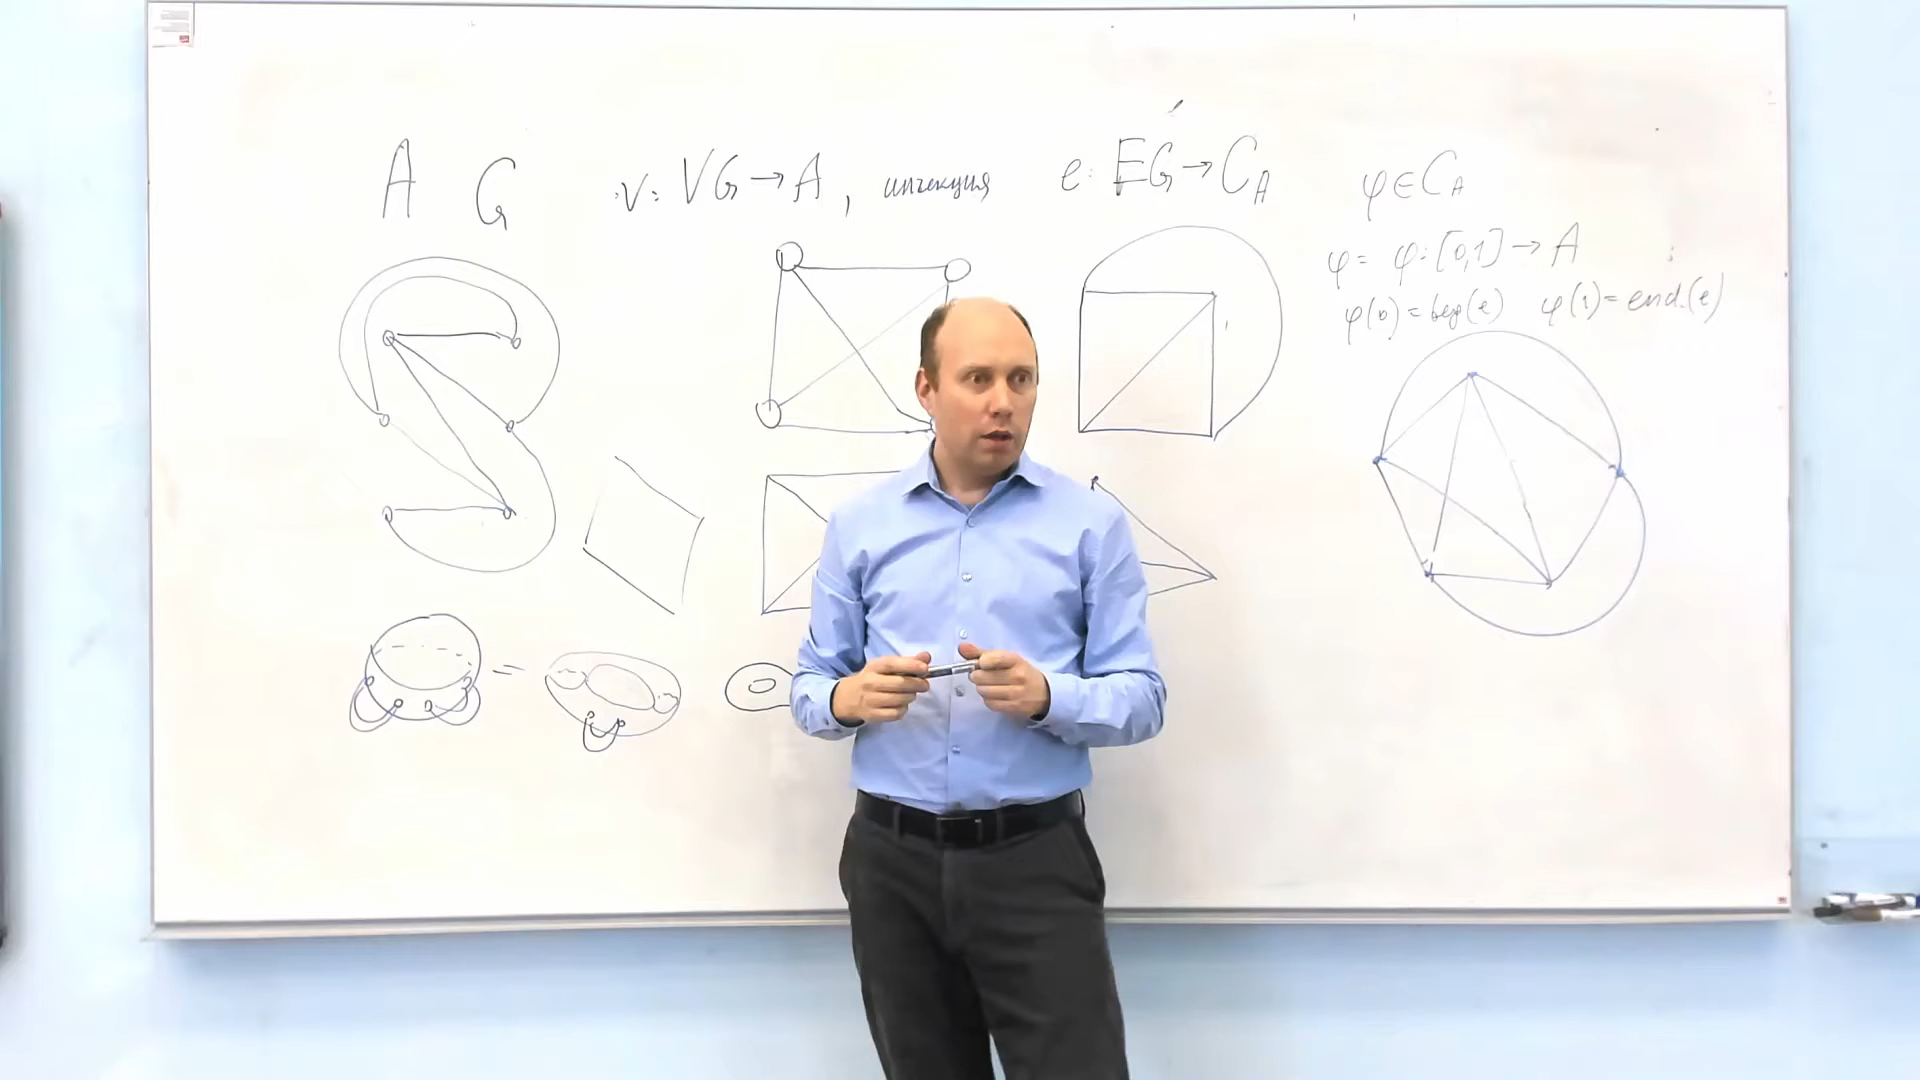 A G v: VG → A, инъекция e: EG → C_A φ ∈ C_A
φ = φ: [0,1] → A
φ(0) = beg(e) φ(1) = end(e)
=